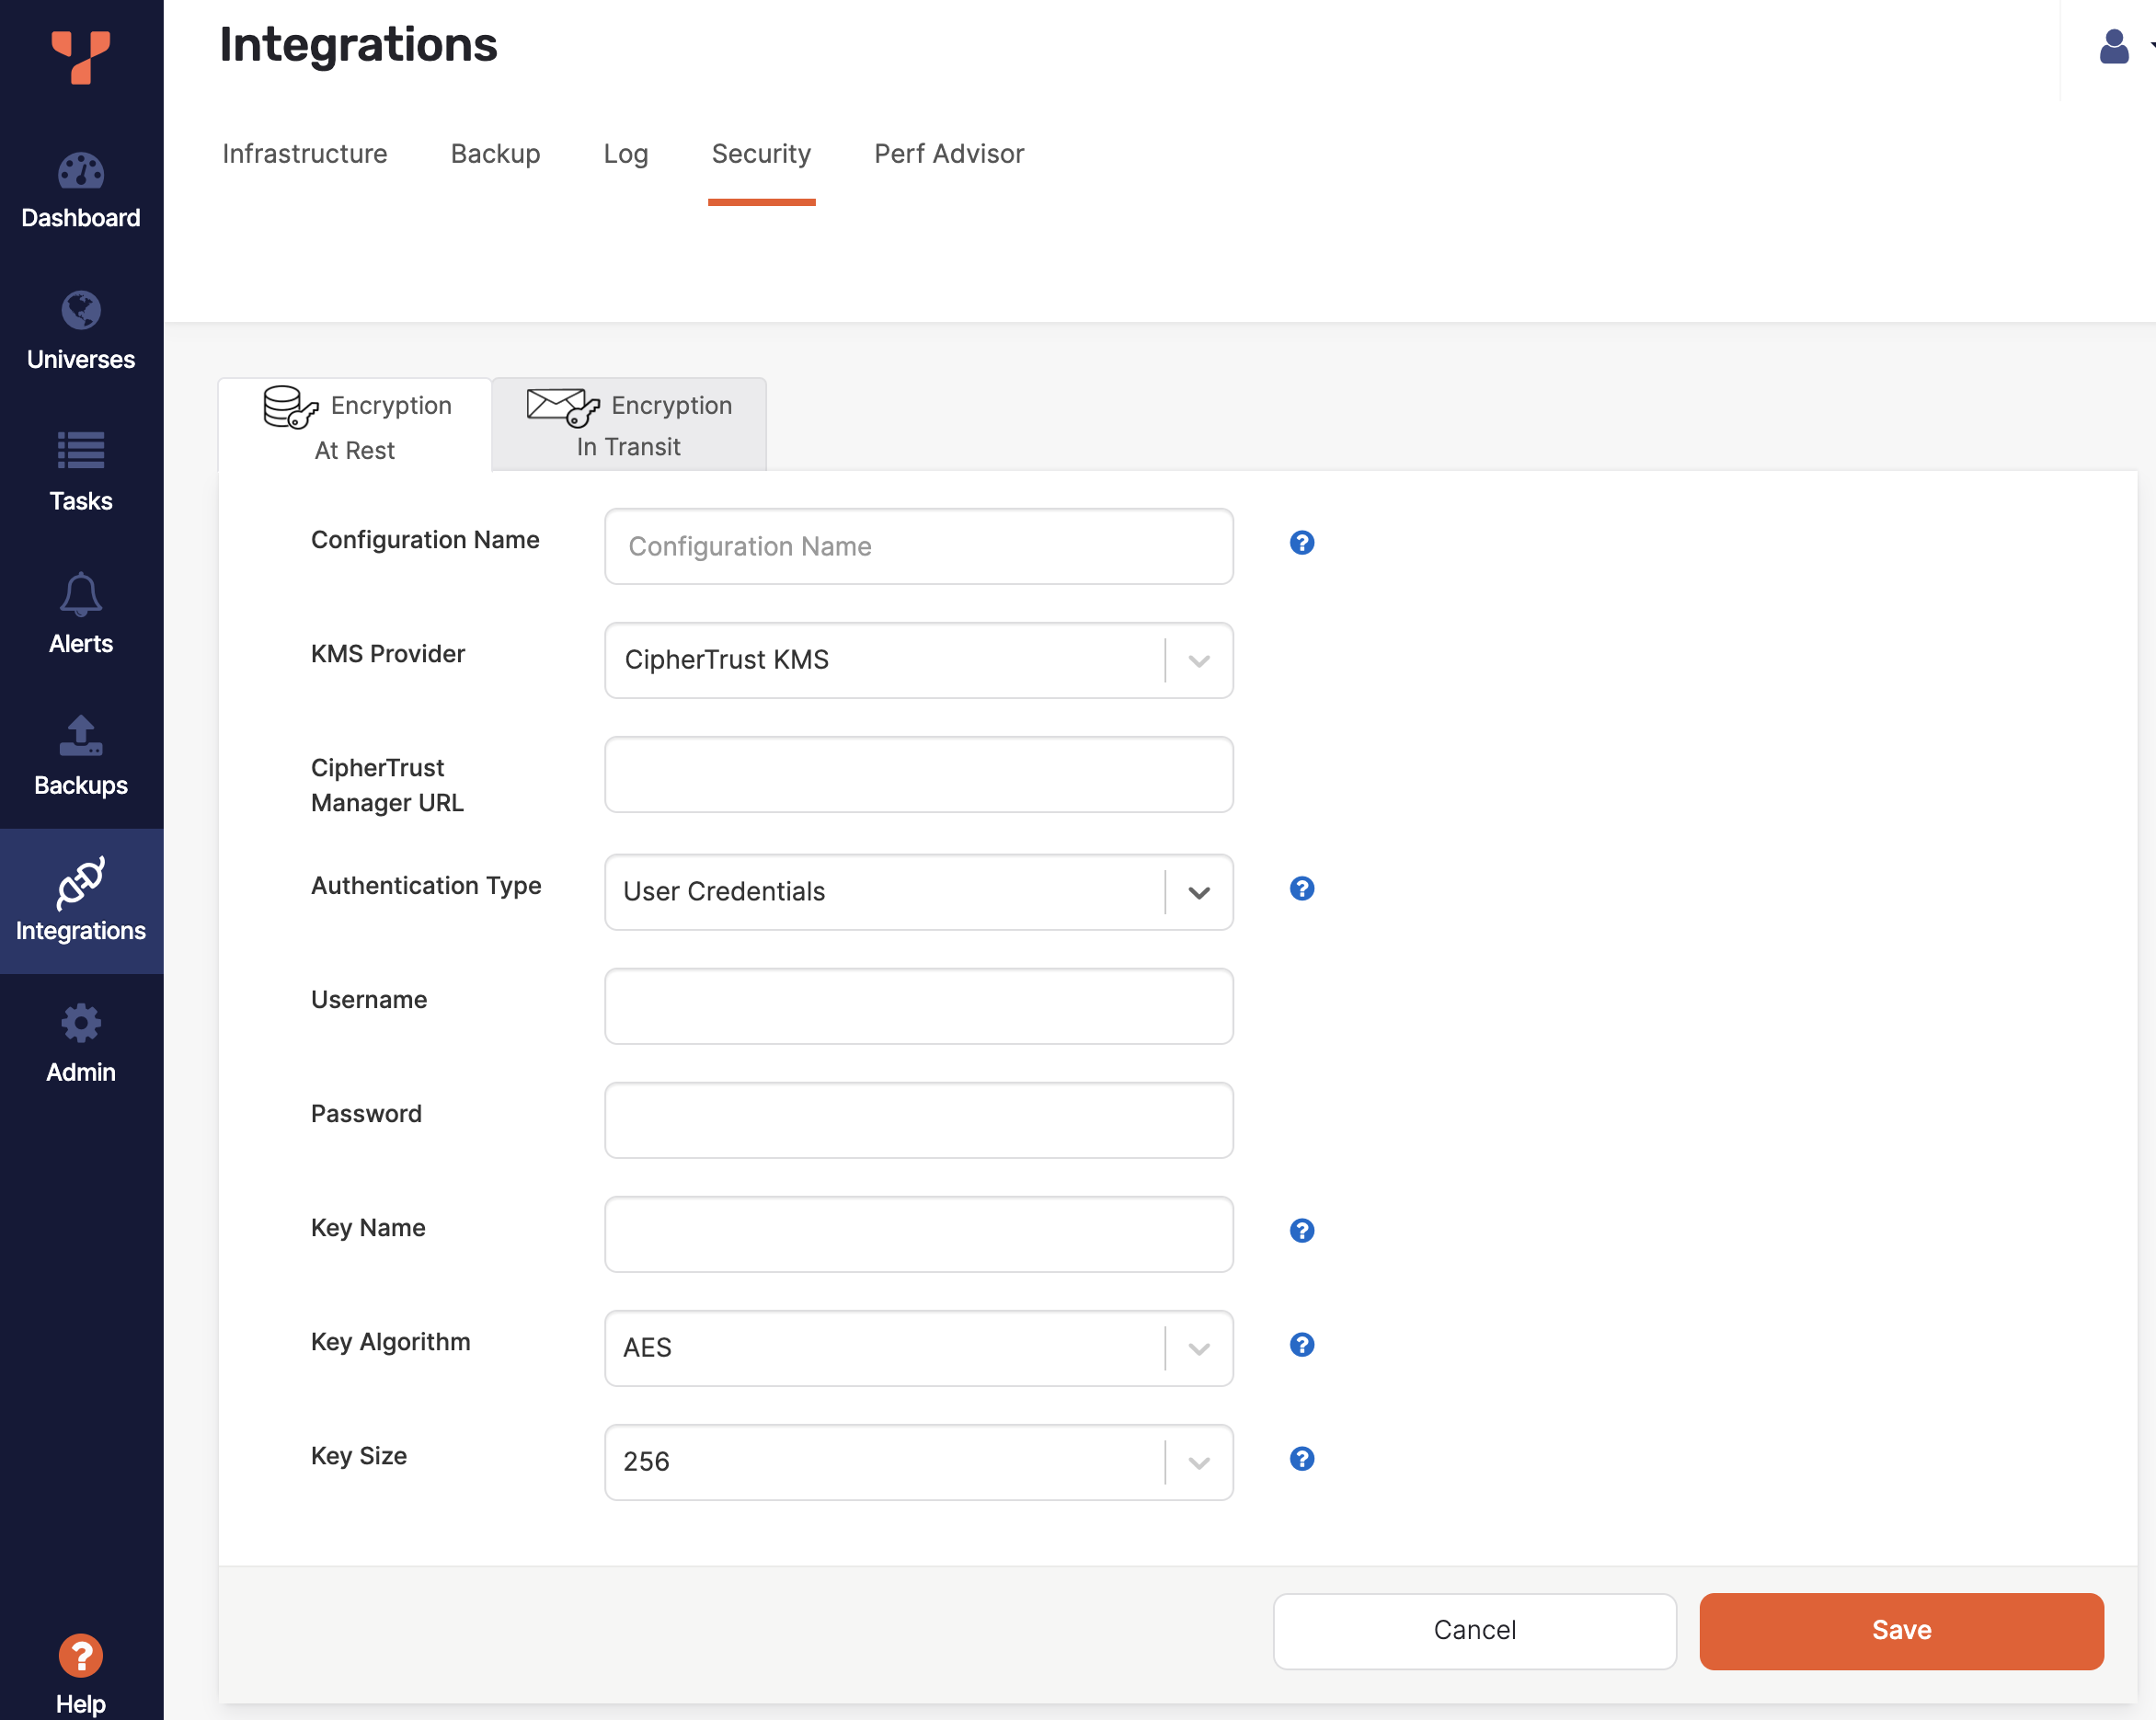 Integrations
Infrastructure
Backup
Log
Security
Perf Advisor
Dashboard
Universes
Tasks
Alerts
Backups
Integrations
Admin
Help
Encryption
At Rest
Encryption
In Transit
Configuration Name
Configuration Name
KMS Provider
CipherTrust KMS
CipherTrust
Manager URL
Authentication Type
User Credentials
Username
Password
Key Name
Key Algorithm
AES
Key Size
256
Cancel
Save